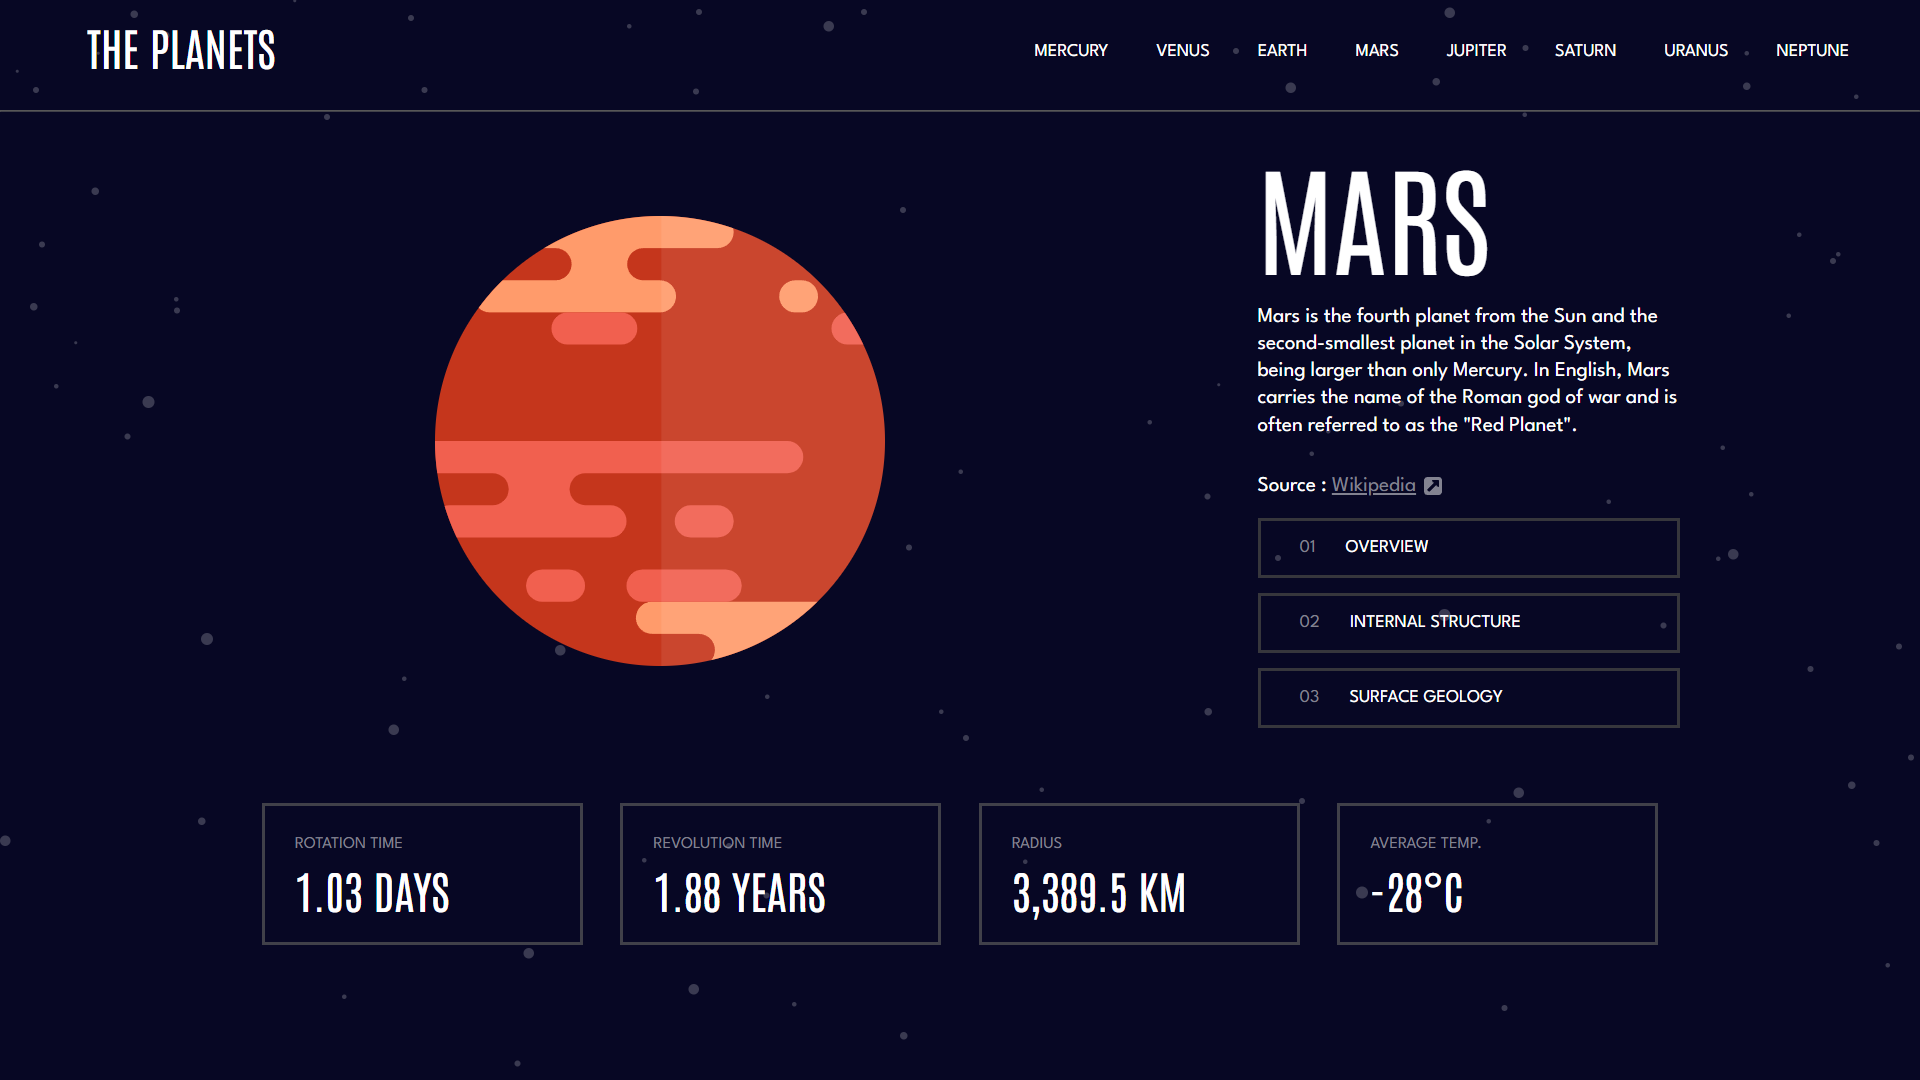 THE PLANETS
MERCURY VENUS EARTH MARS JUPITER SATURN URANUS NEPTUNE
MARS
Mars is the fourth planet from the Sun and the
second-smallest planet in the Solar System,
being larger than only Mercury. In English, Mars
carries the name of the Roman god of war and is
often referred to as the "Red Planet".
Source : Wikipedia
01 OVERVIEW
02 INTERNAL STRUCTURE
03 SURFACE GEOLOGY
ROTATION TIME
1.03 DAYS
REVOLUTION TIME
1.88 YEARS
RADIUS
3,389.5 KM
AVERAGE TEMP.
-28°C